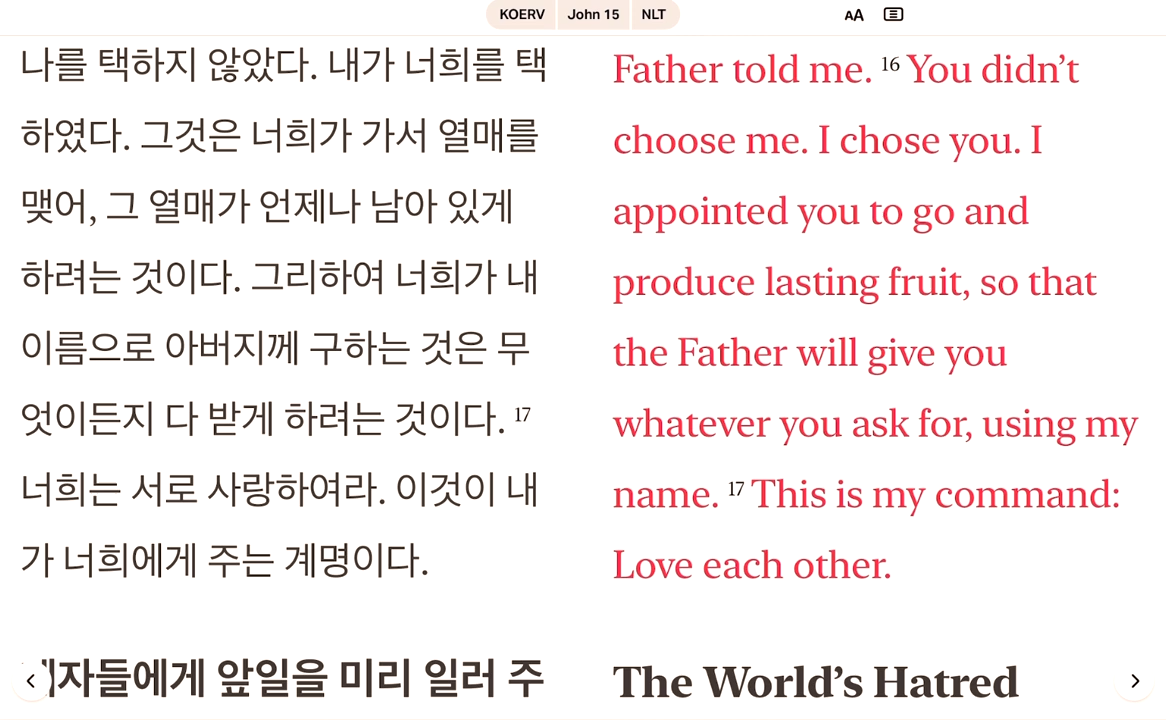 KOERV John 15 NLT AA
나를 택하지 않았다. 내가 너희를 택
하였다. 그것은 너희가 가서 열매를
맺어, 그 열매가 언제나 남아 있게
하려는 것이다. 그리하여 너희가 내
이름으로 아버지께 구하는 것은 무
엇이든지 다 받게 하려는 것이다. 17
너희는 서로 사랑하여라. 이것이 내
가 너희에게 주는 계명이다.
앞일을 미리 일러 주
Father told me. 16 You didn’t
choose me. I chose you. I
appointed you to go and
produce lasting fruit, so that
the Father will give you
whatever you ask for, using my
name. 17 This is my command:
Love each other.
The World’s Hatred